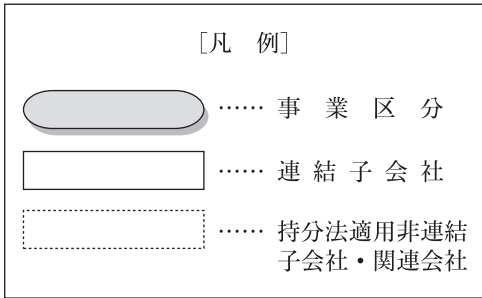 ［凡　例］
…… 事　業　区　分
…… 連 結 子 会 社
…… 持分法適用非連結
子会社・関連会社